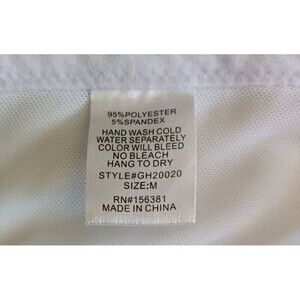 95%POLYESTER
5%SPANDEX
HAND WASH COLD
WATER SEPARATELY
COLOR WILL BLEED
NO BLEACH
HANG TO DRY
STYLE#GH20020
SIZE:M
RN#156381
MADE IN CHINA